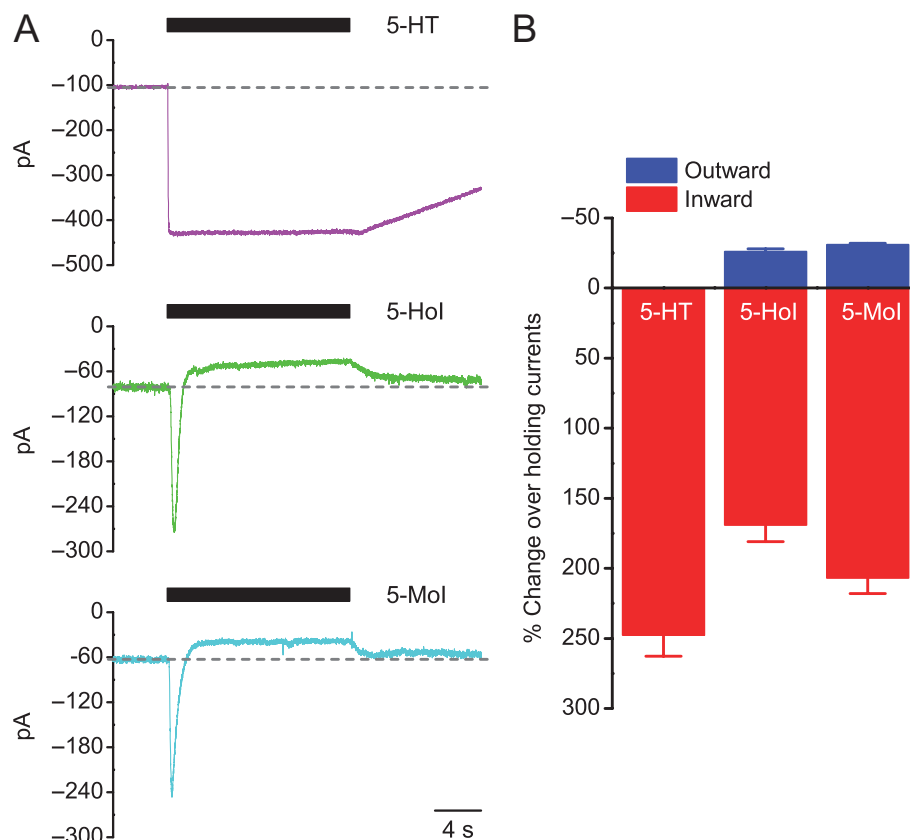 A
5-HT
0
–100
–200
–300
–400
–500
pA
5-HoI
0
–60
–120
–180
–240
–300
pA
5-MoI
0
-60
–120
–180
–240
–300
pA
4 s
B
Outward
Inward
–50
0
50
100
150
200
250
300
% Change over holding currents
5-HT
5-HoI
5-MoI